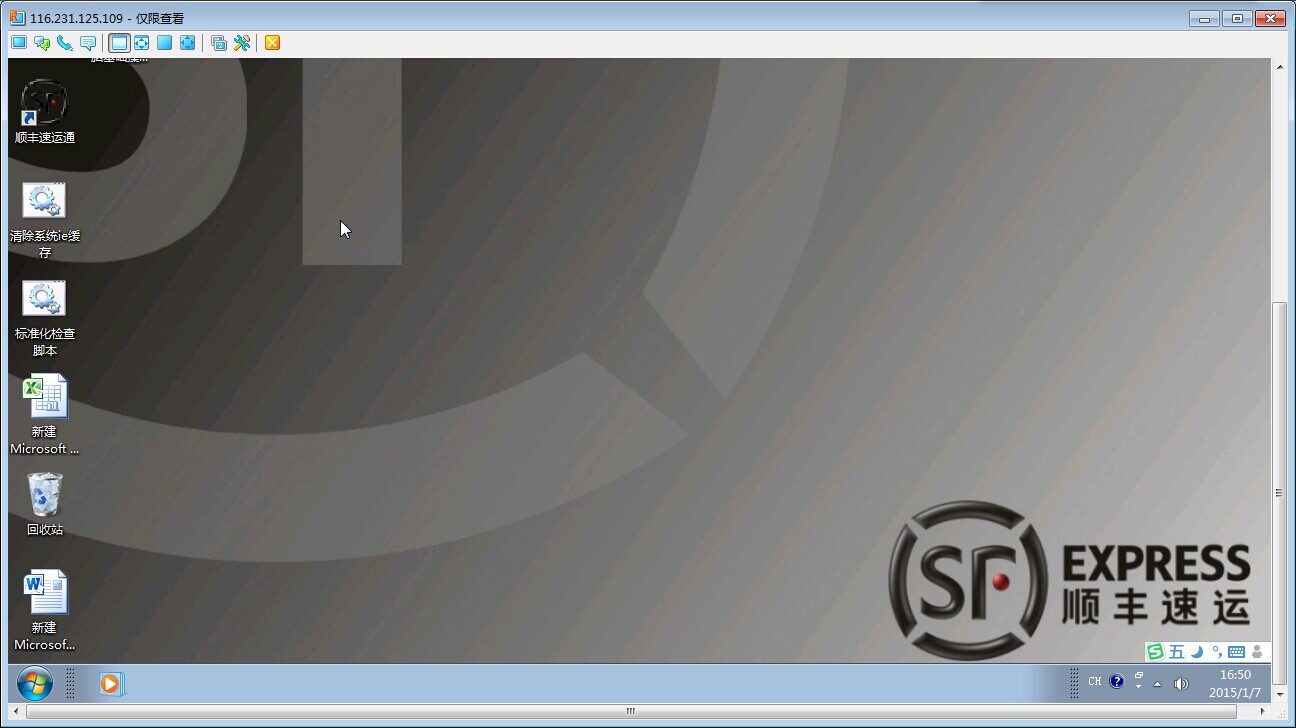 116.231.125.109 - 仅限查看
顺丰速运通
清除系统ie缓
存
标准化检查
脚本
新建
Microsoft ...
回收站
新建
Microsof...
SF
EXPRESS
顺丰速运
五
CH
16:50
2015/1/7